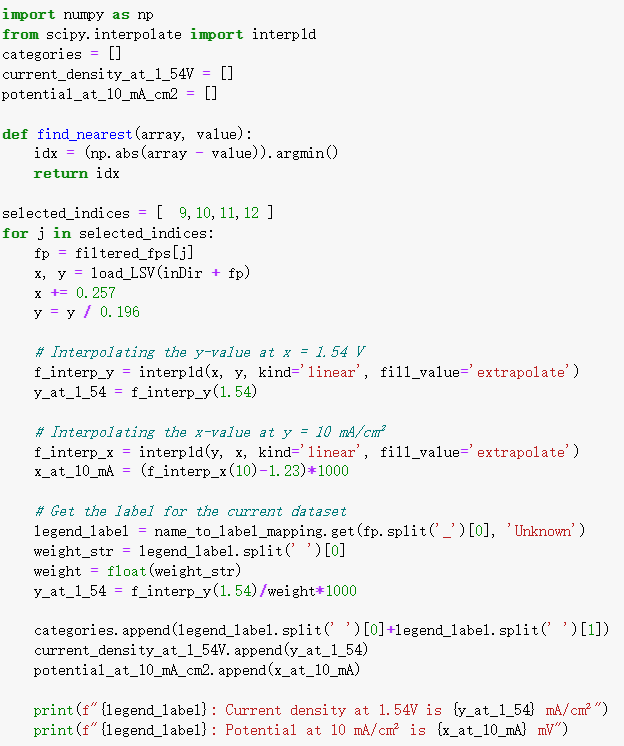 import numpy as np
from scipy.interpolate import interp1d
categories = []
current_density_at_1_54V = []
potential_at_10_mA_cm2 = []
def find_nearest(array, value):
idx = (np.abs(array - value)).argmin()
return idx
selected_indices = [ 9,10,11,12 ]
for j in selected_indices:
fp = filtered_fps[j]
x, y = load_LSV(inDir + fp)
x += 0.257
y = y / 0.196
# Interpolating the y-value at x = 1.54 V
f_interp_y = interp1d(x, y, kind='linear', fill_value='extrapolate')
y_at_1_54 = f_interp_y(1.54)
# Interpolating the x-value at y = 10 mA/cm²
f_interp_x = interp1d(y, x, kind='linear', fill_value='extrapolate')
x_at_10_mA = (f_interp_x(10)-1.23)*1000
# Get the label for the current dataset
legend_label = name_to_label_mapping.get(fp.split('_')[0], 'Unknown')
weight_str = legend_label.split(' ')[0]
weight = float(weight_str)
y_at_1_54 = f_interp_y(1.54)/weight*1000
categories.append(legend_label.split(' ')[0]+legend_label.split(' ')[1])
current_density_at_1_54V.append(y_at_1_54)
potential_at_10_mA_cm2.append(x_at_10_mA)
print(f"{legend_label}: Current density at 1.54V is {y_at_1_54} mA/cm²")
print(f"{legend_label}: Potential at 10 mA/cm² is {x_at_10_mA} mV")